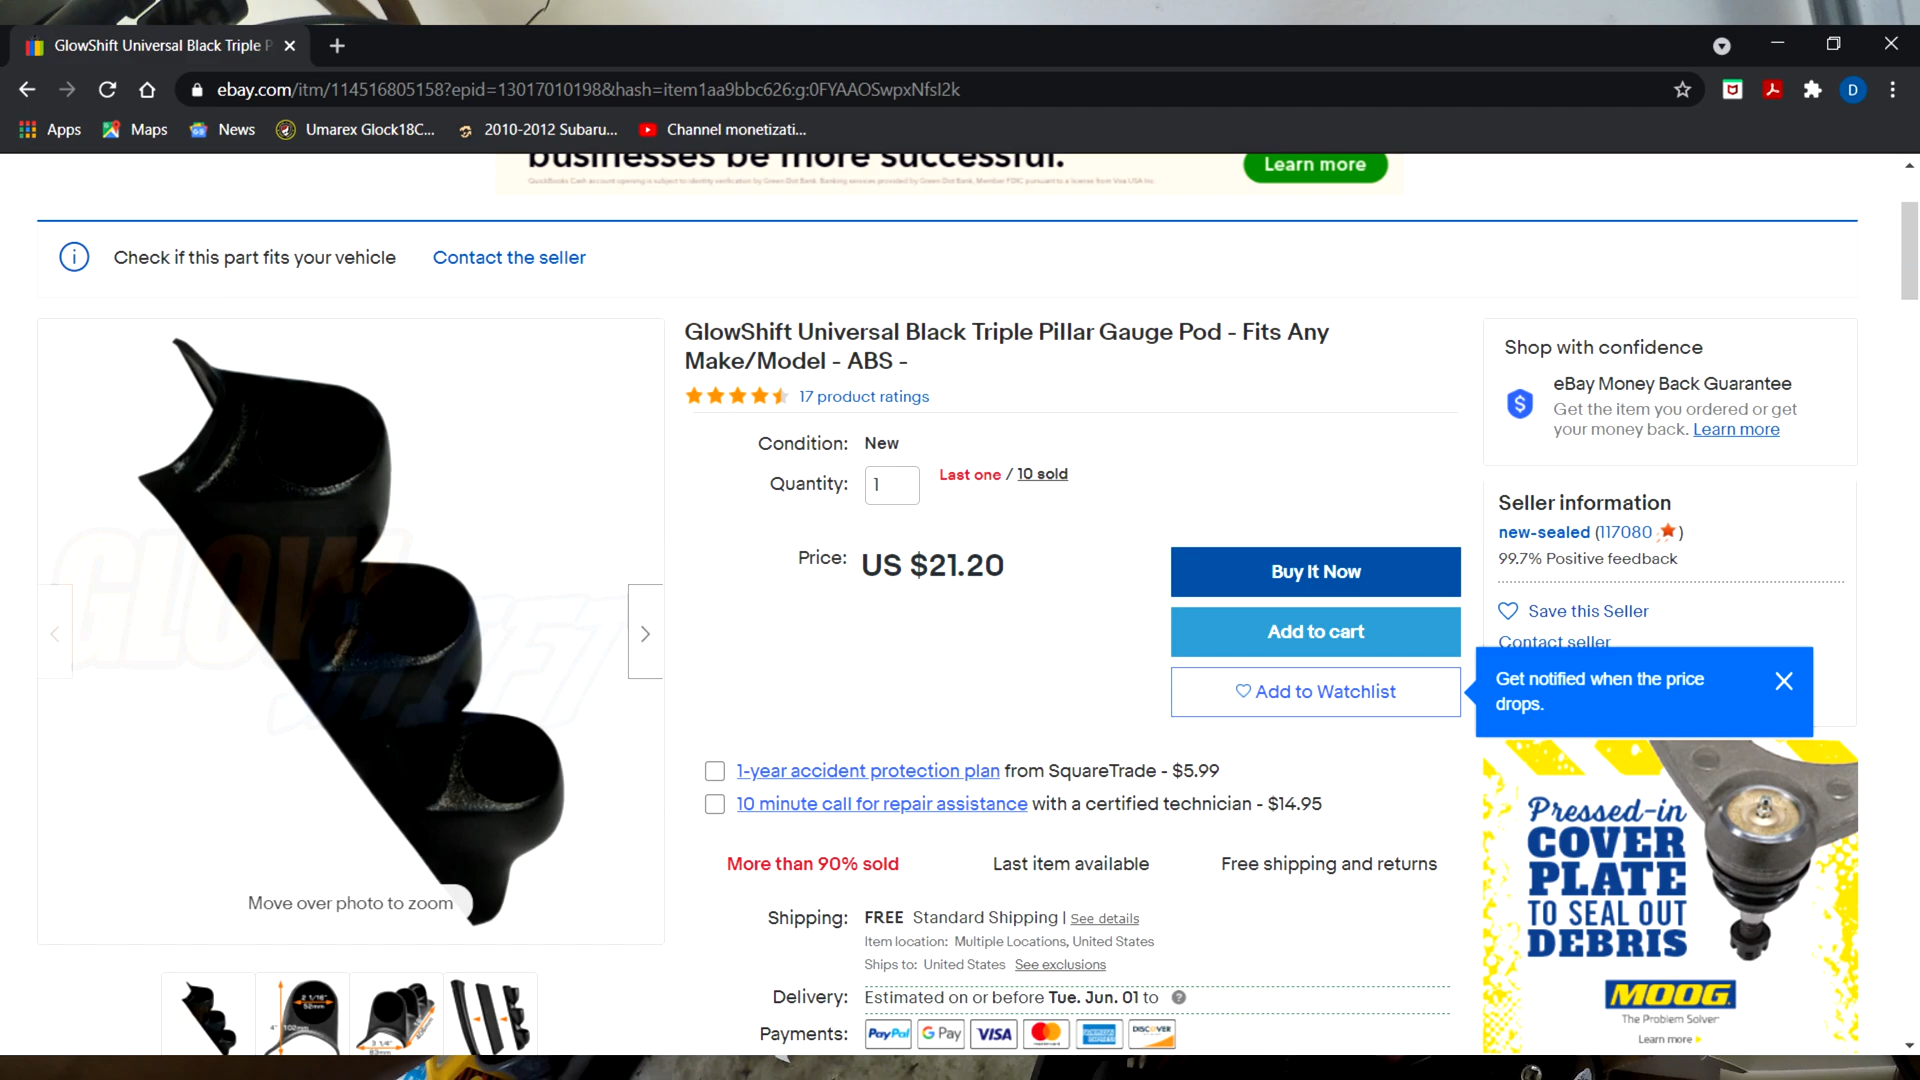 GlowShift Universal Black Triple P
ebay.com/itm/114516805158?epid=13017010198&hash=item1aa9bbc626:g:0FYAAOSwpxNfsl2k
D
Apps
Maps
News
Umarex Glock18C...
2010-2012 Subaru...
Channel monetizati...
businesses be more successful.
Learn more
QuickBooks Cash account opening is subject to identity verification by Green Dot Bank. Banking services provided by Green Dot Bank, Member FDIC pursuant to a license from Visa USA Inc.
Check if this part fits your vehicle
Contact the seller
GLOW SHIFT
Move over photo to zoom
2 1/16"
52mm
4"
102mm
3 1/4"
83mm
GlowShift Universal Black Triple Pillar Gauge Pod - Fits Any
Make/Model - ABS -
17 product ratings
Condition: New
Quantity: 1
Last one / 10 sold
Price: US $21.20
Buy It Now
Add to cart
Add to Watchlist
1-year accident protection plan from SquareTrade - $5.99
10 minute call for repair assistance with a certified technician - $14.95
More than 90% sold
Last item available
Free shipping and returns
Shipping: FREE Standard Shipping | See details
Item location: Multiple Locations, United States
Ships to: United States See exclusions
Delivery: Estimated on or before Tue. Jun. 01 to
Payments: PayPal G Pay VISA DISCOVER
Shop with confidence
eBay Money Back Guarantee
Get the item you ordered or get
your money back. Learn more
Seller information
new-sealed (117080)
99.7% Positive feedback
Save this Seller
Contact seller
Get notified when the price
drops.
Pressed-in
COVER
PLATE
TO SEAL OUT
DEBRIS
MOOG
The Problem Solver
Learn more